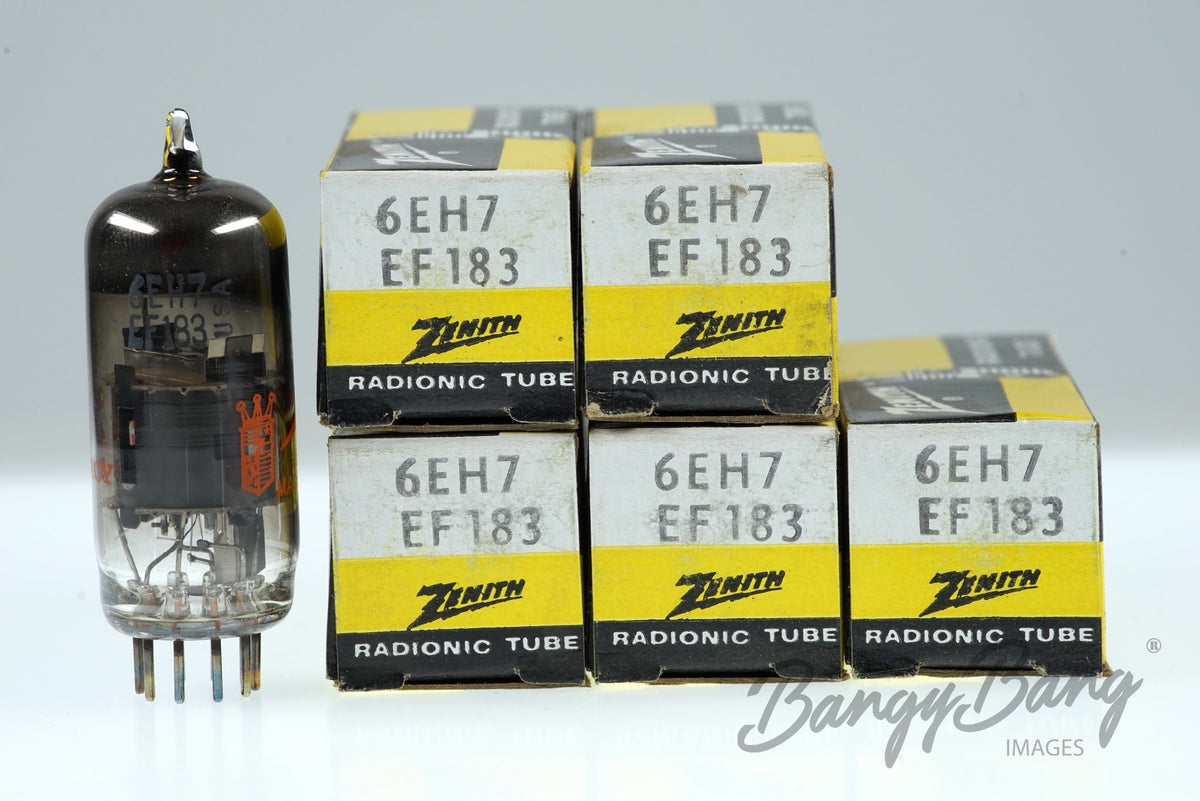 6EH7
EF183
USA
6EH7
EF183
ZENITH
RADIONIC TUBE
6EH7
EF183
ZENITH
RADIONIC TUBE
6EH7
EF183
ZENITH
RADIONIC TUBE
6EH7
EF183
ZENITH
RADIONIC TUBE
ZENITH
6EH7
EF183
ZENITH
RADIONIC TUBE
BangyBang ®
IMAGES